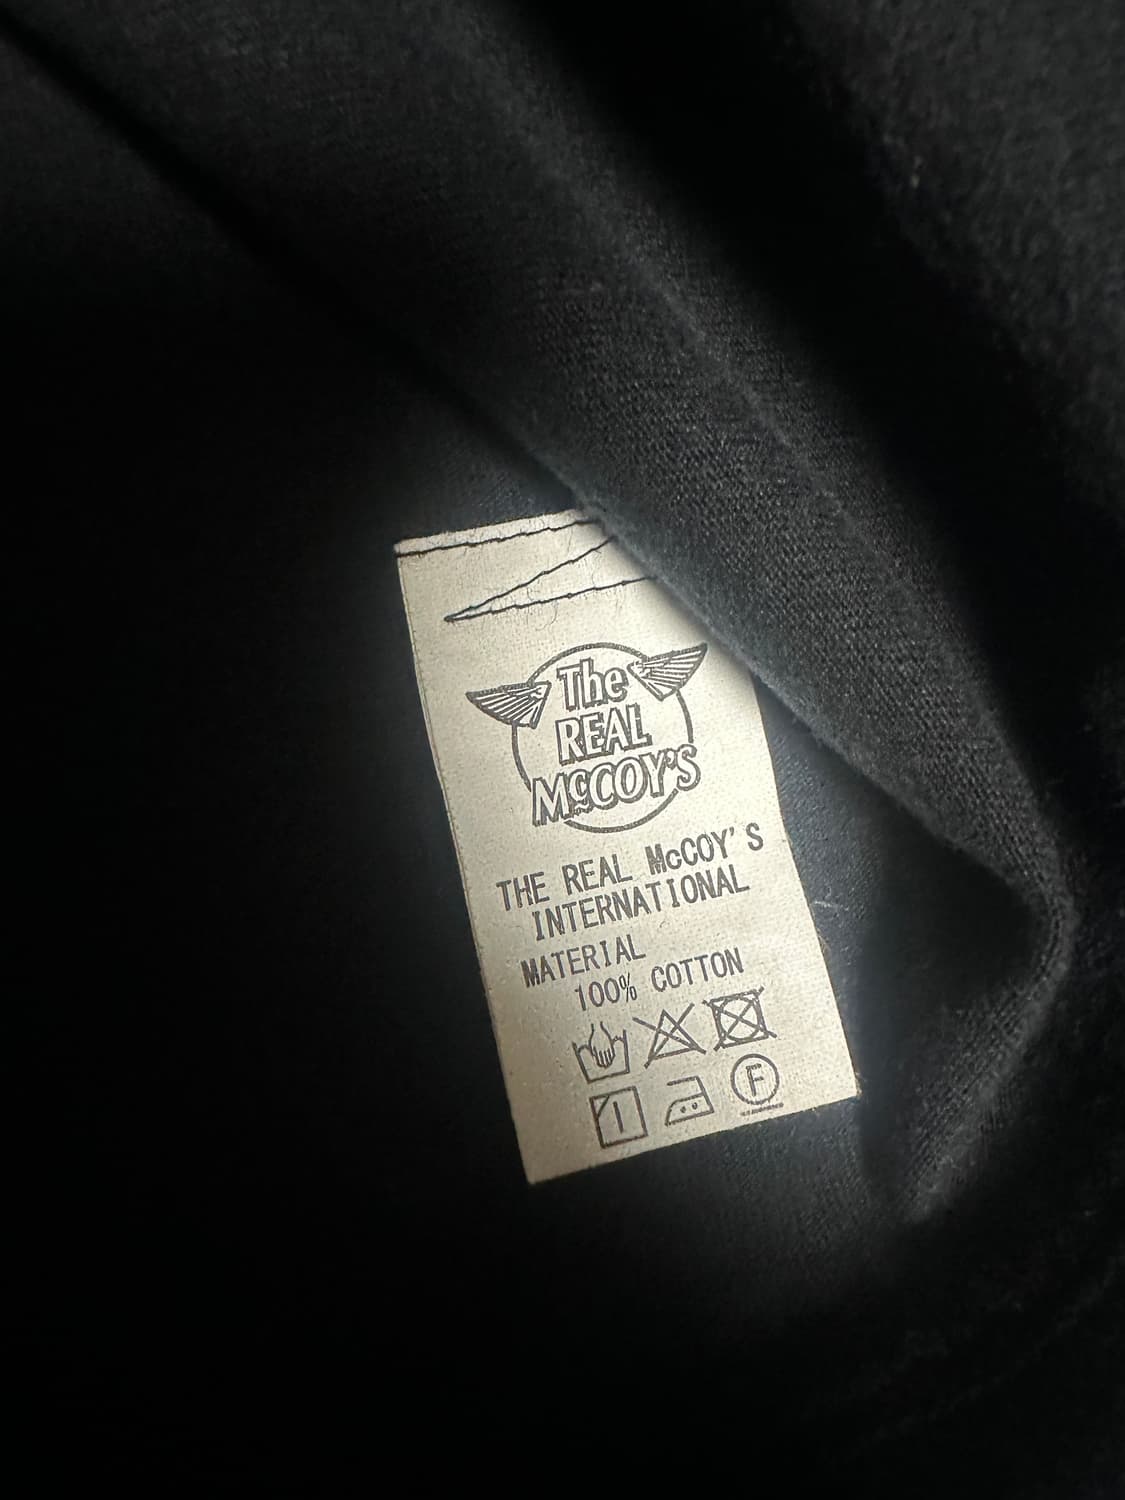 The
REAL
McCOY'S
THE REAL McCOY'S
INTERNATIONAL
MATERIAL
100% COTTON
F